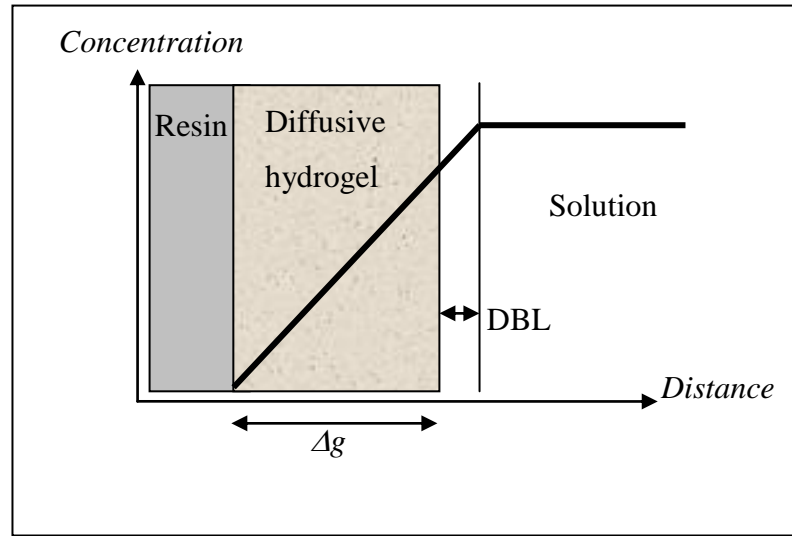 Concentration
Resin
Diffusive
hydrogel
Solution
DBL
Distance
Δg